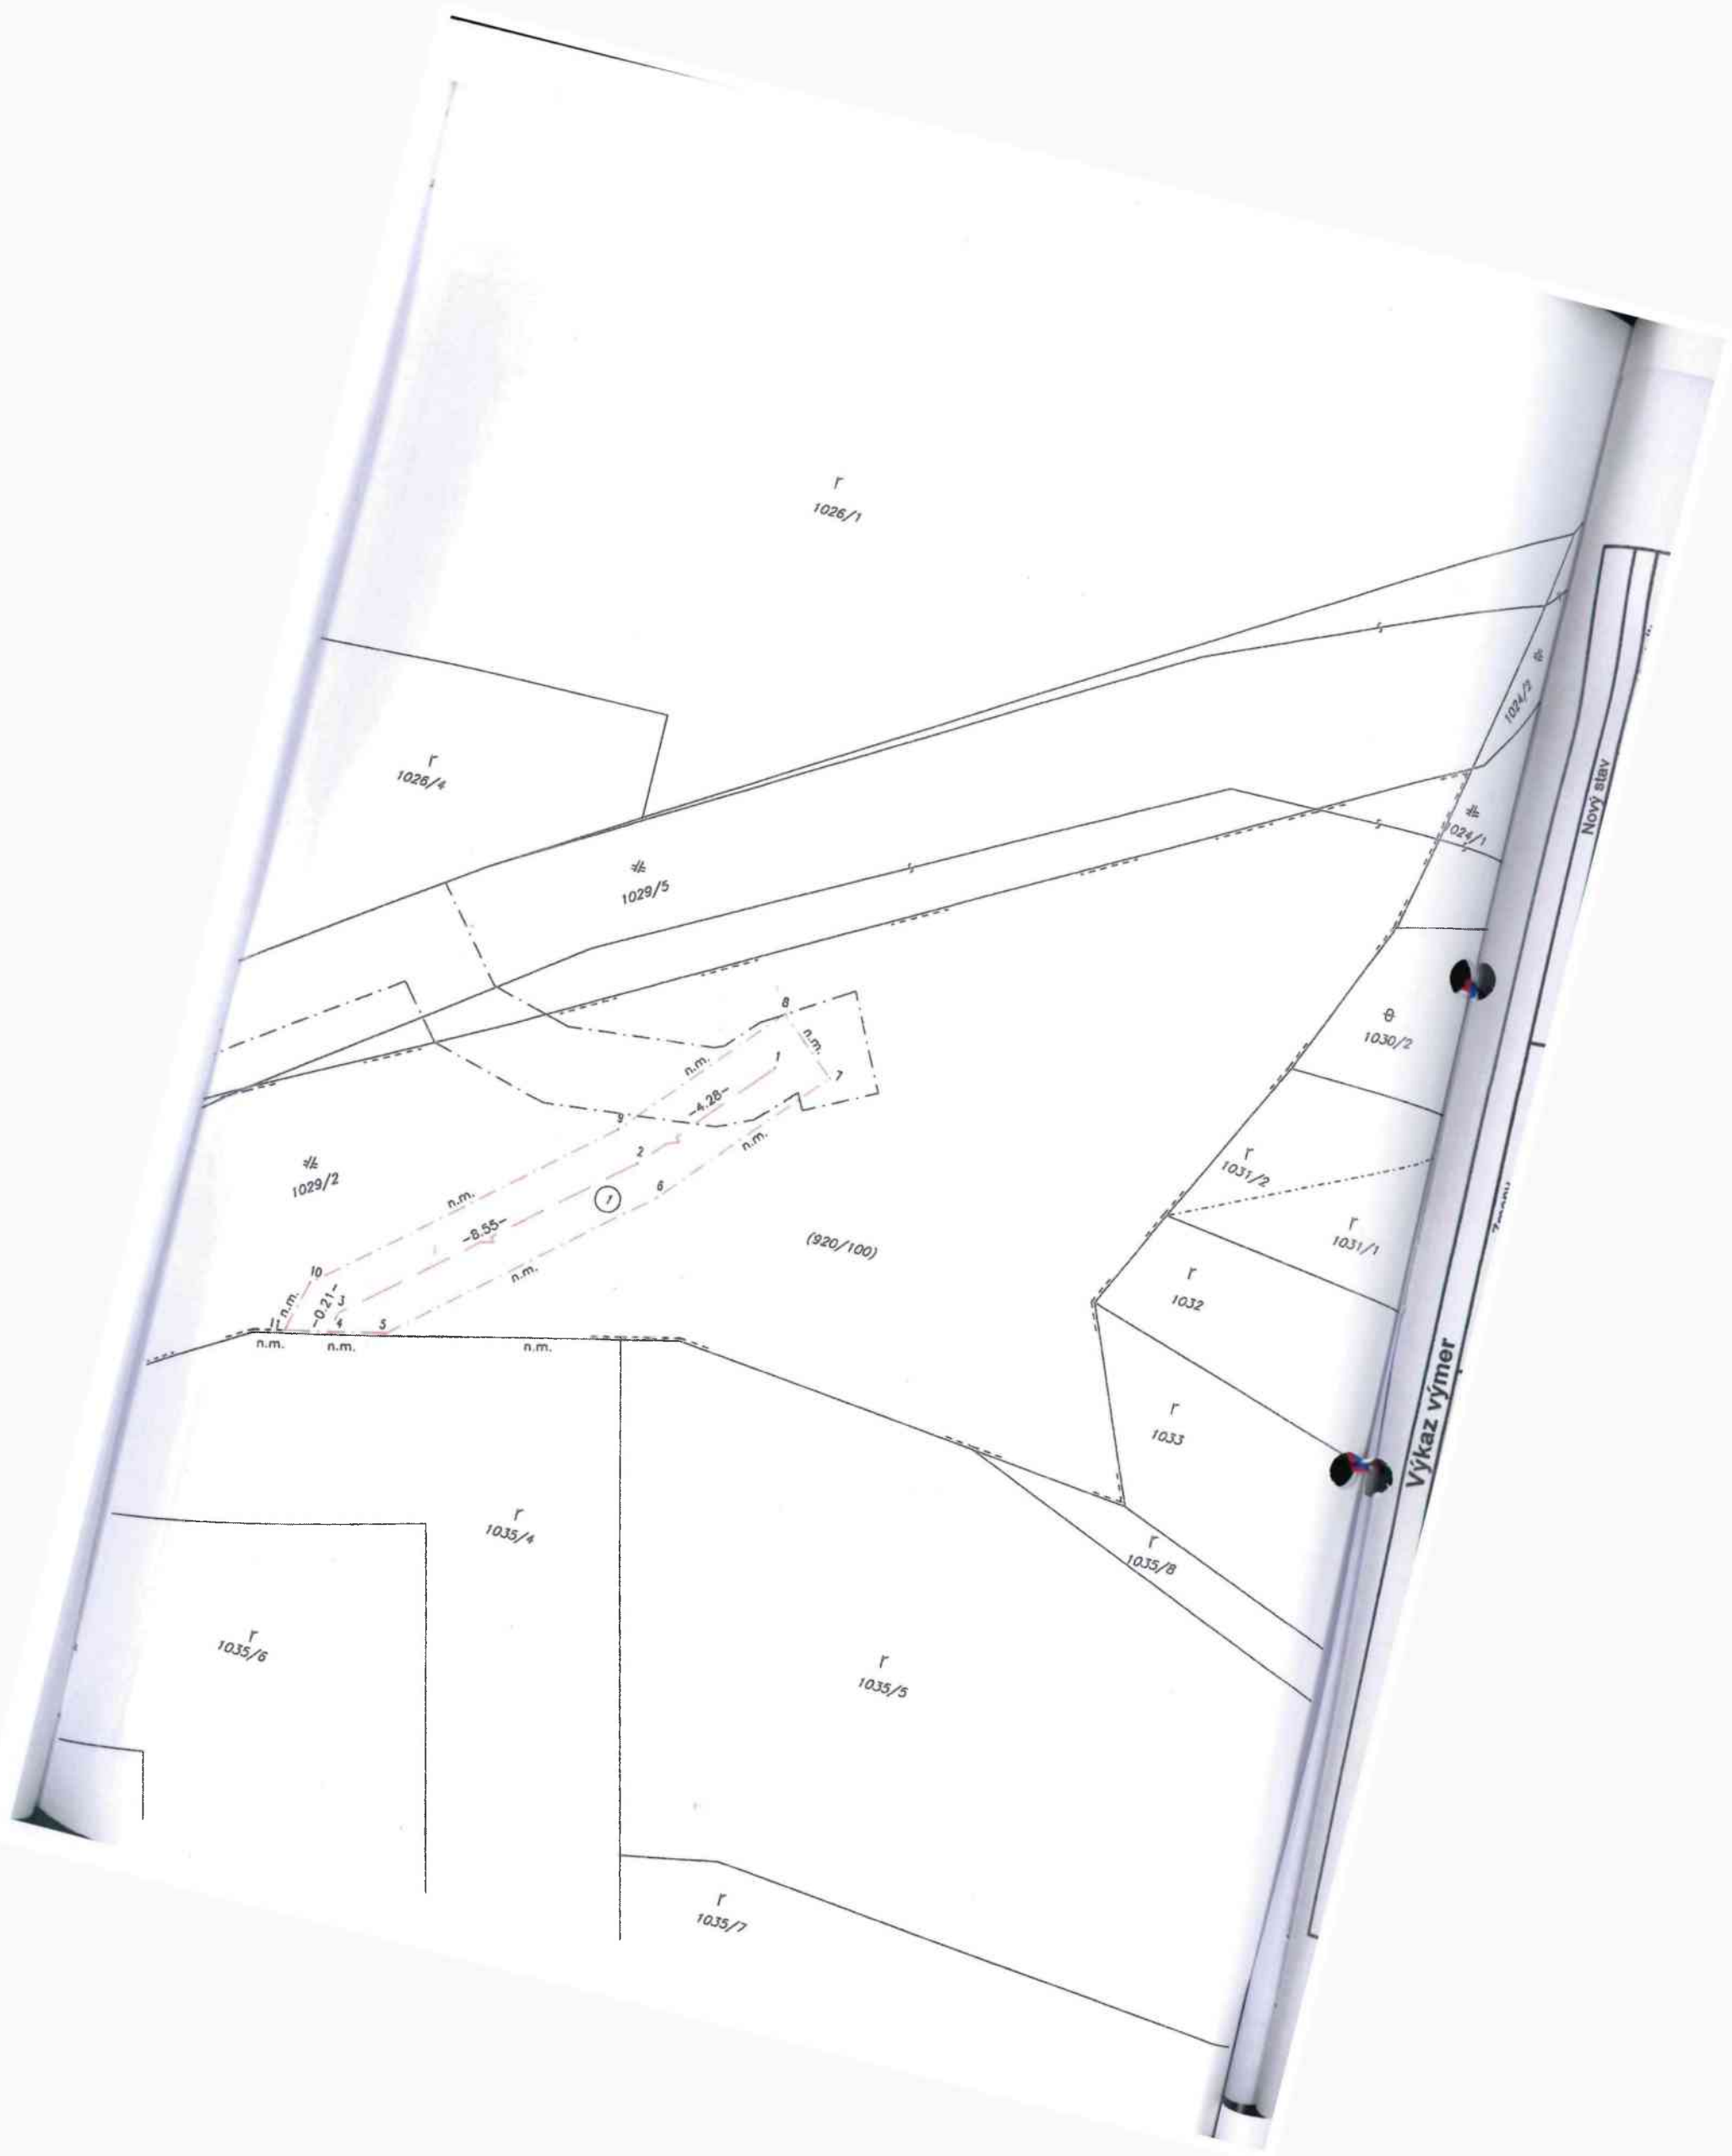 r
1026/1
r
1026/4
1024/2
1024/1
1029/5
Nový stav
8
n.m.
1
7
n.m.
-4.28-
9
n.m.
2
6
1
1029/2
n.m.
-8.55-
n.m.
(920/100)
10
n.m.
-0.21-
3
11
4
5
n.m.
n.m.
n.m.
1030/2
r
1031/2
r
1031/1
r
1032
r
1033
Výkaz výmer
r
1035/4
r
1035/8
r
1035/6
r
1035/5
r
1035/7